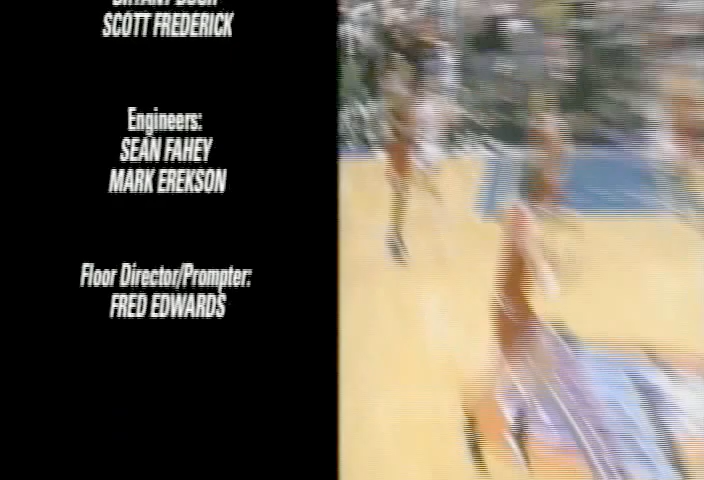 SCOTT FREDERICK
Engineers:
SEAN FAHEY
MARK EREKSON
Floor Director/Prompter:
FRED EDWARDS